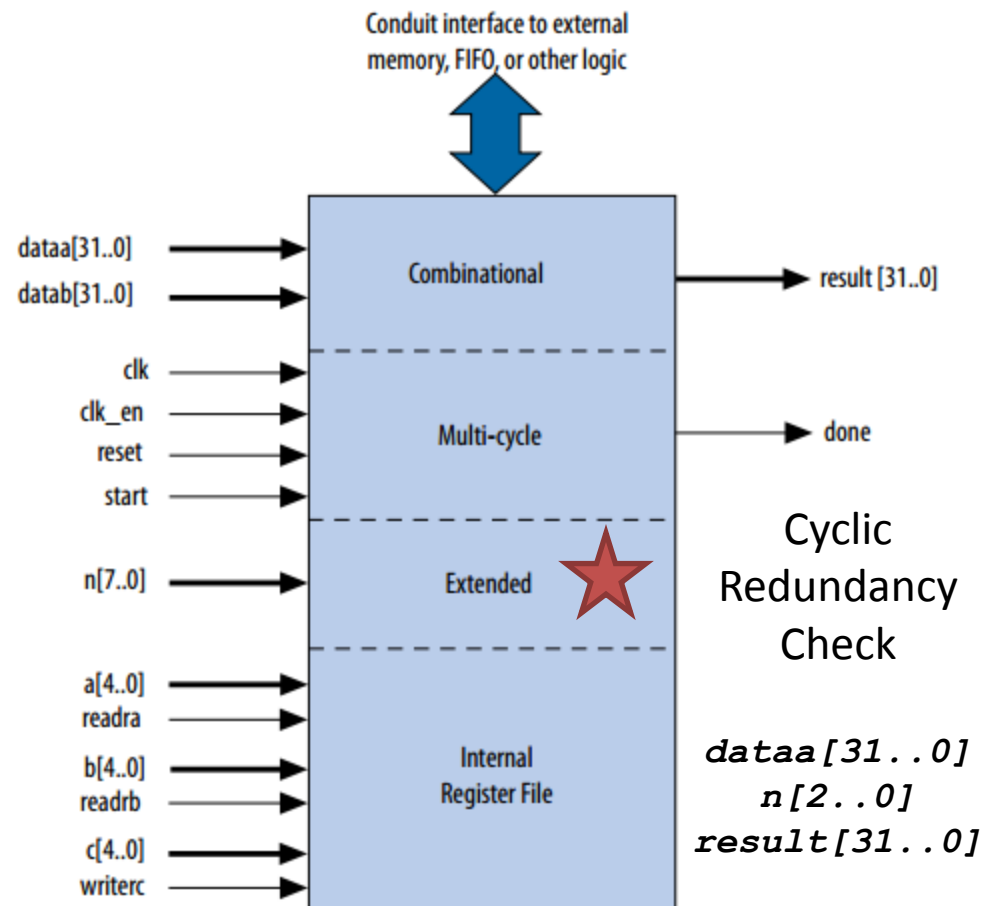 Conduit interface to external
memory, FIFO, or other logic
dataa[31..0]
datab[31..0]
Combinational
result [31..0]
clk
clk_en
reset
start
Multi-cycle
done
n[7..0]
Extended
Cyclic
Redundancy
Check
a[4..0]
readra
b[4..0]
readrb
c[4..0]
writerc
Internal
Register File
dataa[31..0]
n[2..0]
result[31..0]